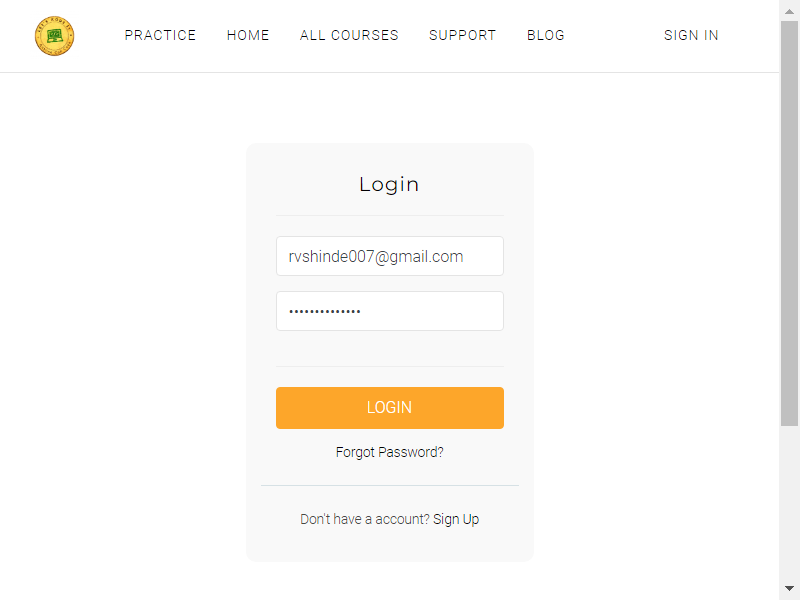 PRACTICE HOME ALL COURSES SUPPORT BLOG SIGN IN
Login
rvshinde007@gmail.com
••••••••••••••
LOGIN
Forgot Password?
Don't have a account? Sign Up